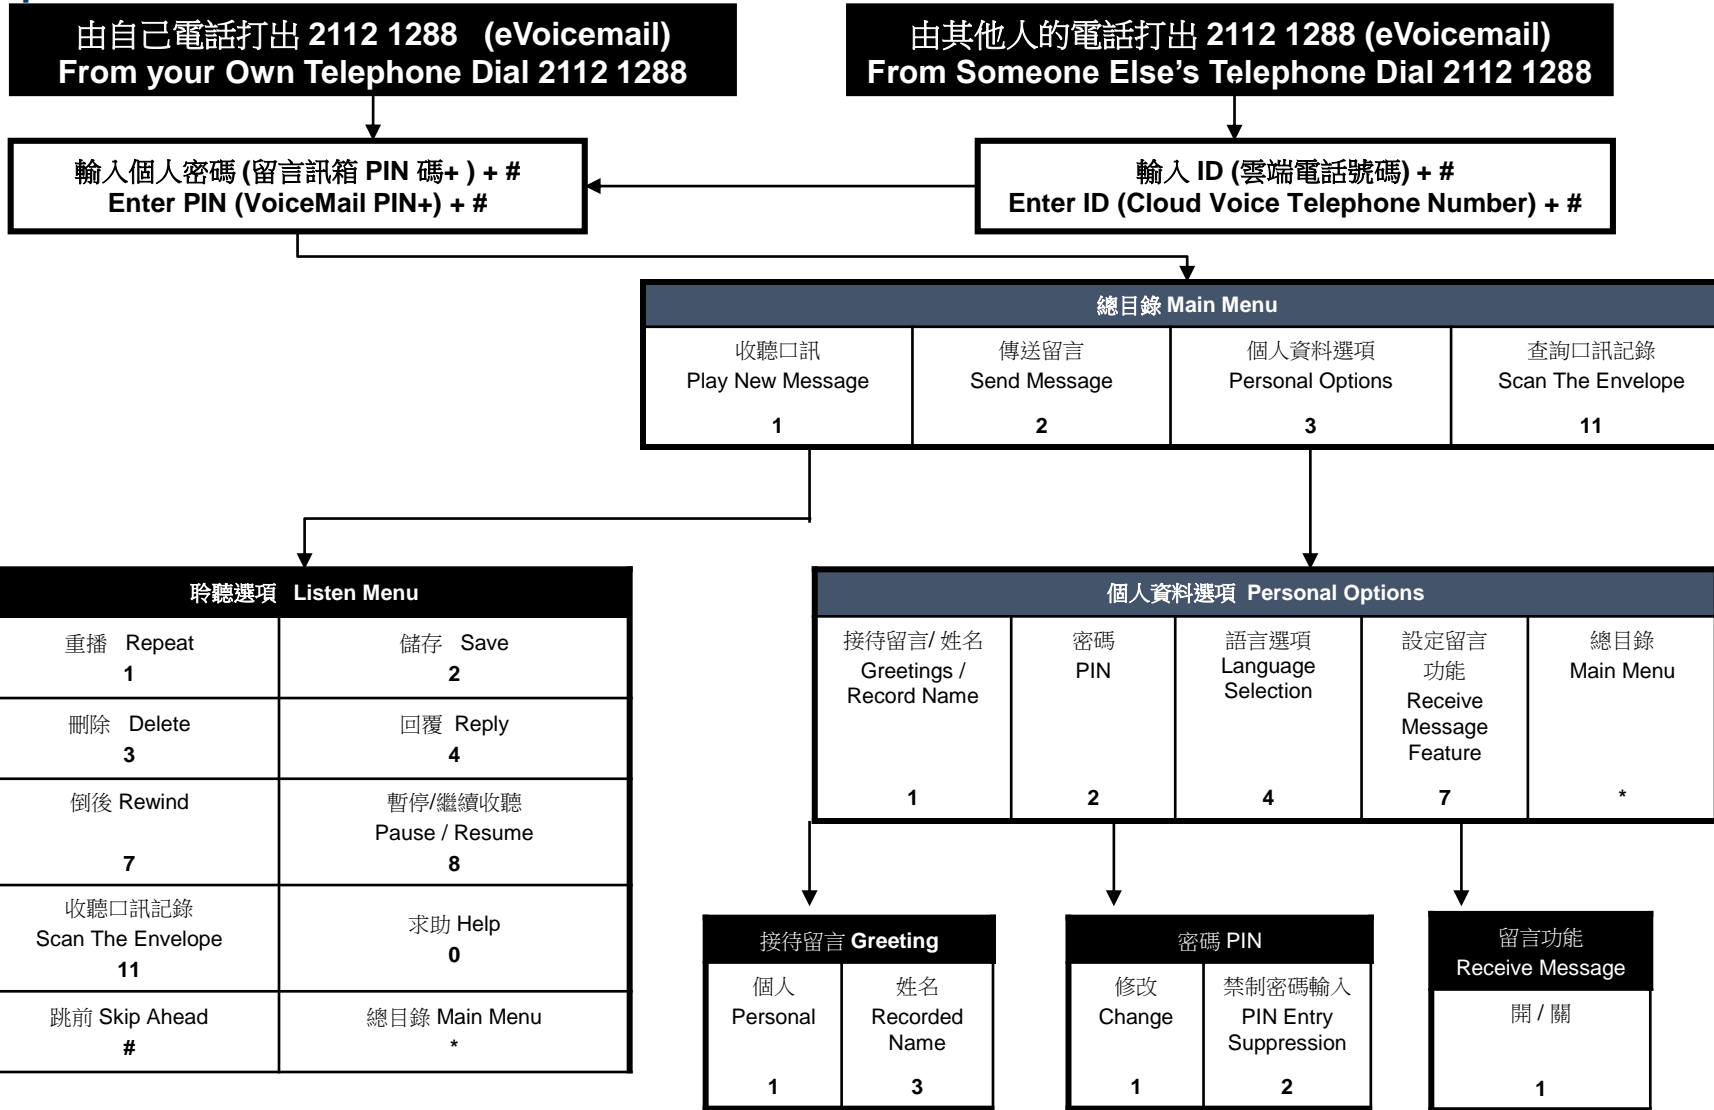 由自己電話打出 2112 1288 (eVoicemail)
From your Own Telephone Dial 2112 1288
由其他人的電話打出 2112 1288 (eVoicemail)
From Someone Else's Telephone Dial 2112 1288
輸入個人密碼 (留言訊箱 PIN 碼+ ) + #
Enter PIN (VoiceMail PIN+) + #
輸入 ID (雲端電話號碼) + #
Enter ID (Cloud Voice Telephone Number) + #
總目錄 Main Menu
收聽口訊
Play New Message
1
傳送留言
Send Message
2
個人資料選項
Personal Options
3
查詢口訊記錄
Scan The Envelope
11
聆聽選項 Listen Menu
重播 Repeat
1
儲存 Save
2
刪除 Delete
3
回覆 Reply
4
倒後 Rewind
7
暫停/繼續收聽
Pause / Resume
8
收聽口訊記錄
Scan The Envelope
11
求助 Help
0
跳前 Skip Ahead
#
總目錄 Main Menu
*
個人資料選項 Personal Options
接待留言/ 姓名
Greetings /
Record Name
1
密碼
PIN
2
語言選項
Language
Selection
4
設定留言
功能
Receive
Message
Feature
7
總目錄
Main Menu
*
接待留言 Greeting
個人
Personal
1
姓名
Recorded
Name
3
密碼 PIN
修改
Change
1
禁制密碼輸入
PIN Entry
Suppression
2
留言功能
Receive Message
開 / 關
1